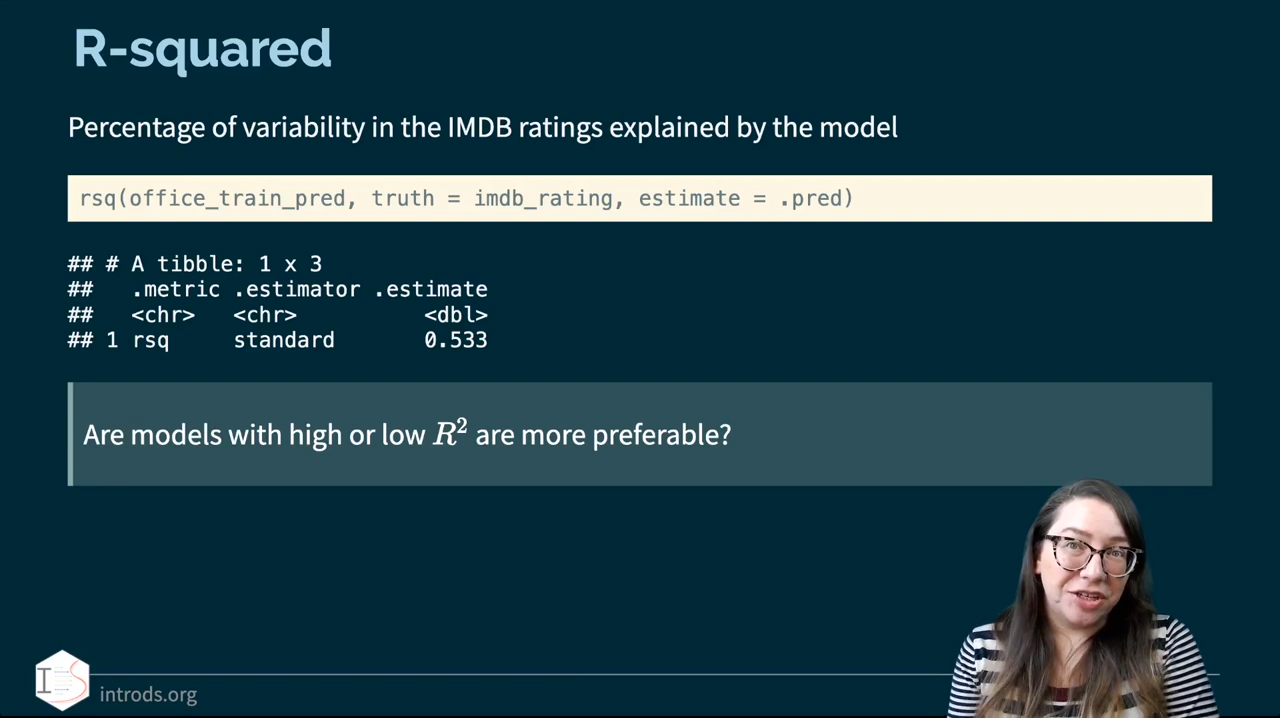 R-squared
Percentage of variability in the IMDB ratings explained by the model
rsq(office_train_pred, truth = imdb_rating, estimate = .pred)
## # A tibble: 1 x 3
##   .metric .estimator .estimate
##   <chr>   <chr>          <dbl>
## 1 rsq     standard       0.533
Are models with high or low R² are more preferable?
IS
introds.org